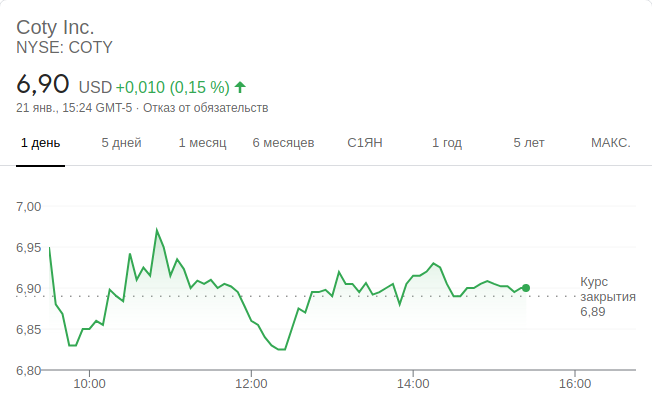 Coty Inc.
NYSE: COTY
6,90 USD +0,010 (0,15 %)
21 янв., 15:24 GMT-5 · Отказ от обязательств
1 день 5 дней 1 месяц 6 месяцев С1ЯН 1 год 5 лет МАКС.
7,00
6,95
6,90
6,85
6,80
Курс
закрытия
6,89
10:00 12:00 14:00 16:00